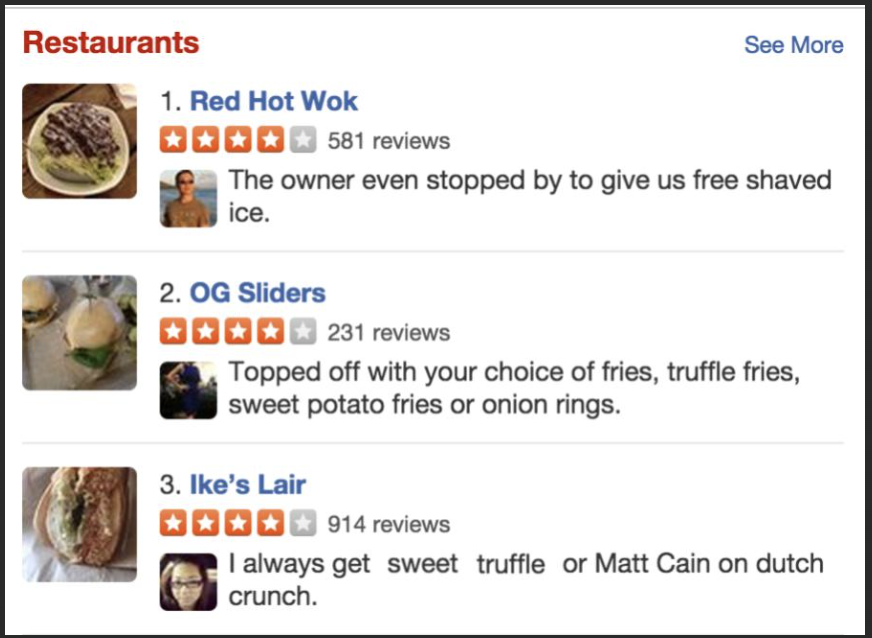 Restaurants
See More
1. Red Hot Wok
581 reviews
The owner even stopped by to give us free shaved
ice.
2. OG Sliders
231 reviews
Topped off with your choice of fries, truffle fries,
sweet potato fries or onion rings.
3. Ike's Lair
914 reviews
I always get sweet truffle or Matt Cain on dutch
crunch.